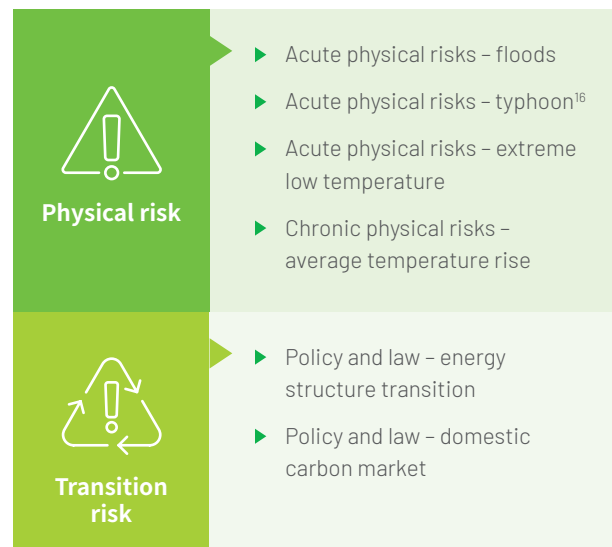 Physical risk
Acute physical risks – floods
Acute physical risks – typhoon16
Acute physical risks – extreme
low temperature
Chronic physical risks –
average temperature rise
Transition
risk
Policy and law – energy
structure transition
Policy and law – domestic
carbon market